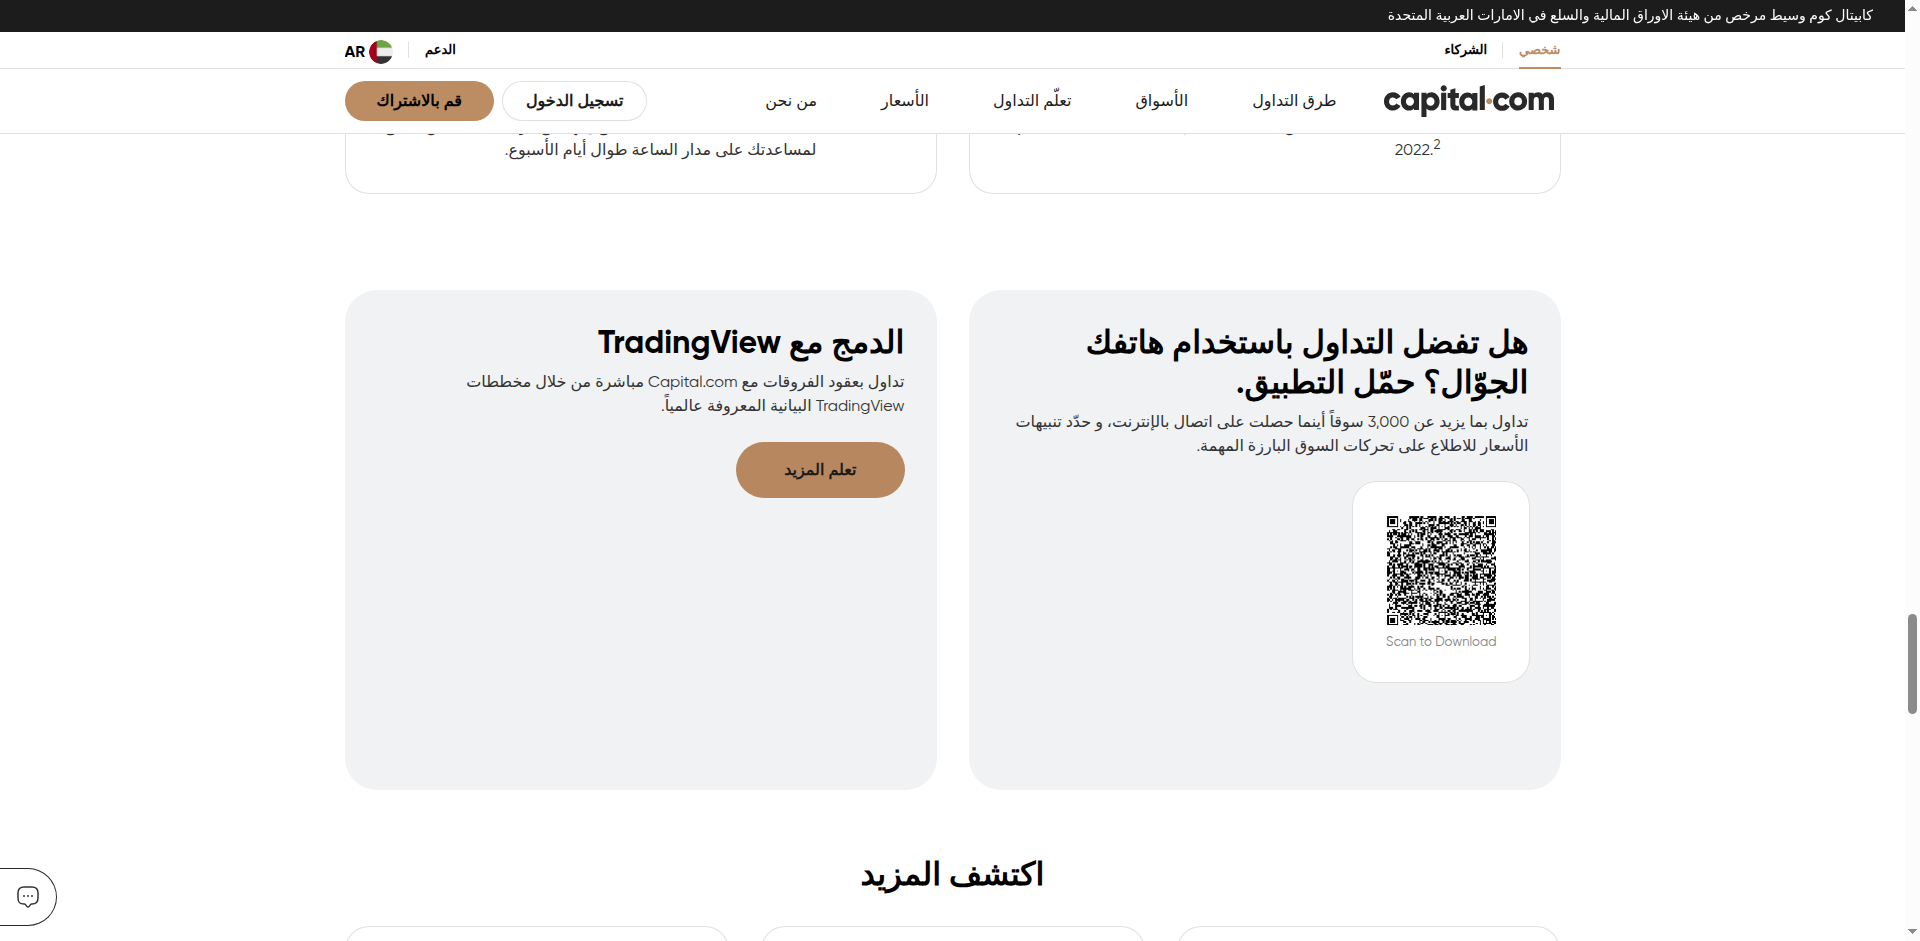 كابيتال كوم وسيط مرخص من هيئة الاوراق المالية والسلع في الامارات العربية المتحدة
شخصي
الشركاء
الدعم
AR
capital.com
طرق التداول
الأسواق
تعلّم التداول
الأسعار
من نحن
تسجيل الدخول
قم بالاشتراك
2022.2
لمساعدتك على مدار الساعة طوال أيام الأسبوع.
هل تفضل التداول باستخدام هاتفك
الجوّال؟ حمّل التطبيق.
تداول بما يزيد عن 3,000 سوقاً أينما حصلت على اتصال بالإنترنت، و حدّد تنبيهات
الأسعار للاطلاع على تحركات السوق البارزة المهمة.
Scan to Download
الدمج مع TradingView
تداول بعقود الفروقات مع Capital.com مباشرة من خلال مخططات
TradingView البيانية المعروفة عالمياً.
تعلم المزيد
اكتشف المزيد